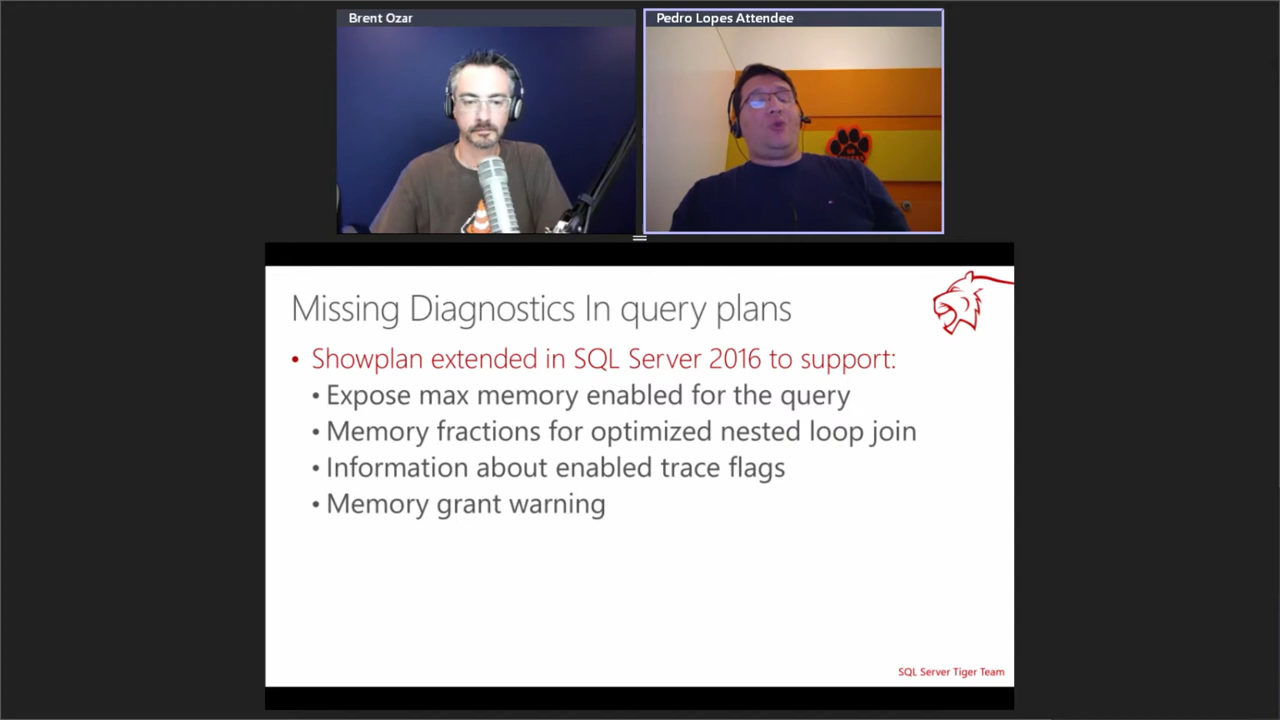 Brent Ozar
Pedro Lopes Attendee
Missing Diagnostics In query plans
• Showplan extended in SQL Server 2016 to support:
• Expose max memory enabled for the query
• Memory fractions for optimized nested loop join
• Information about enabled trace flags
• Memory grant warning
SQL Server Tiger Team